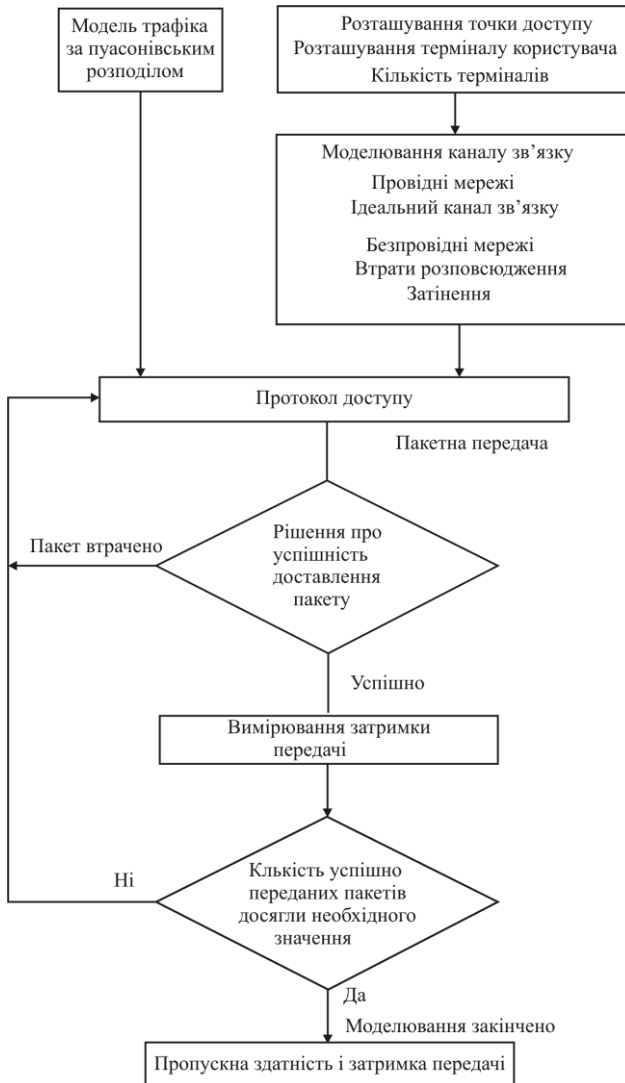 Модель трафіка
за пуасонівським
розподілом
Розташування точки доступу
Розташування терміналу користувача
Кількість терміналів
Моделювання каналу зв’язку
Провідні мережі
Ідеальний канал зв’язку
Безпровідні мережі
Втрати розповсюдження
Затінення
Протокол доступу
Пакетна передача
Рішення про
успішність
доставлення
пакету
Пакет втрачено
Успішно
Вимірювання затримки
передачі
Клькість успішно
переданих пакетів
досягли необхідного
значення
Ні
Да
Моделювання закінчено
Пропускна здатність і затримка передачі